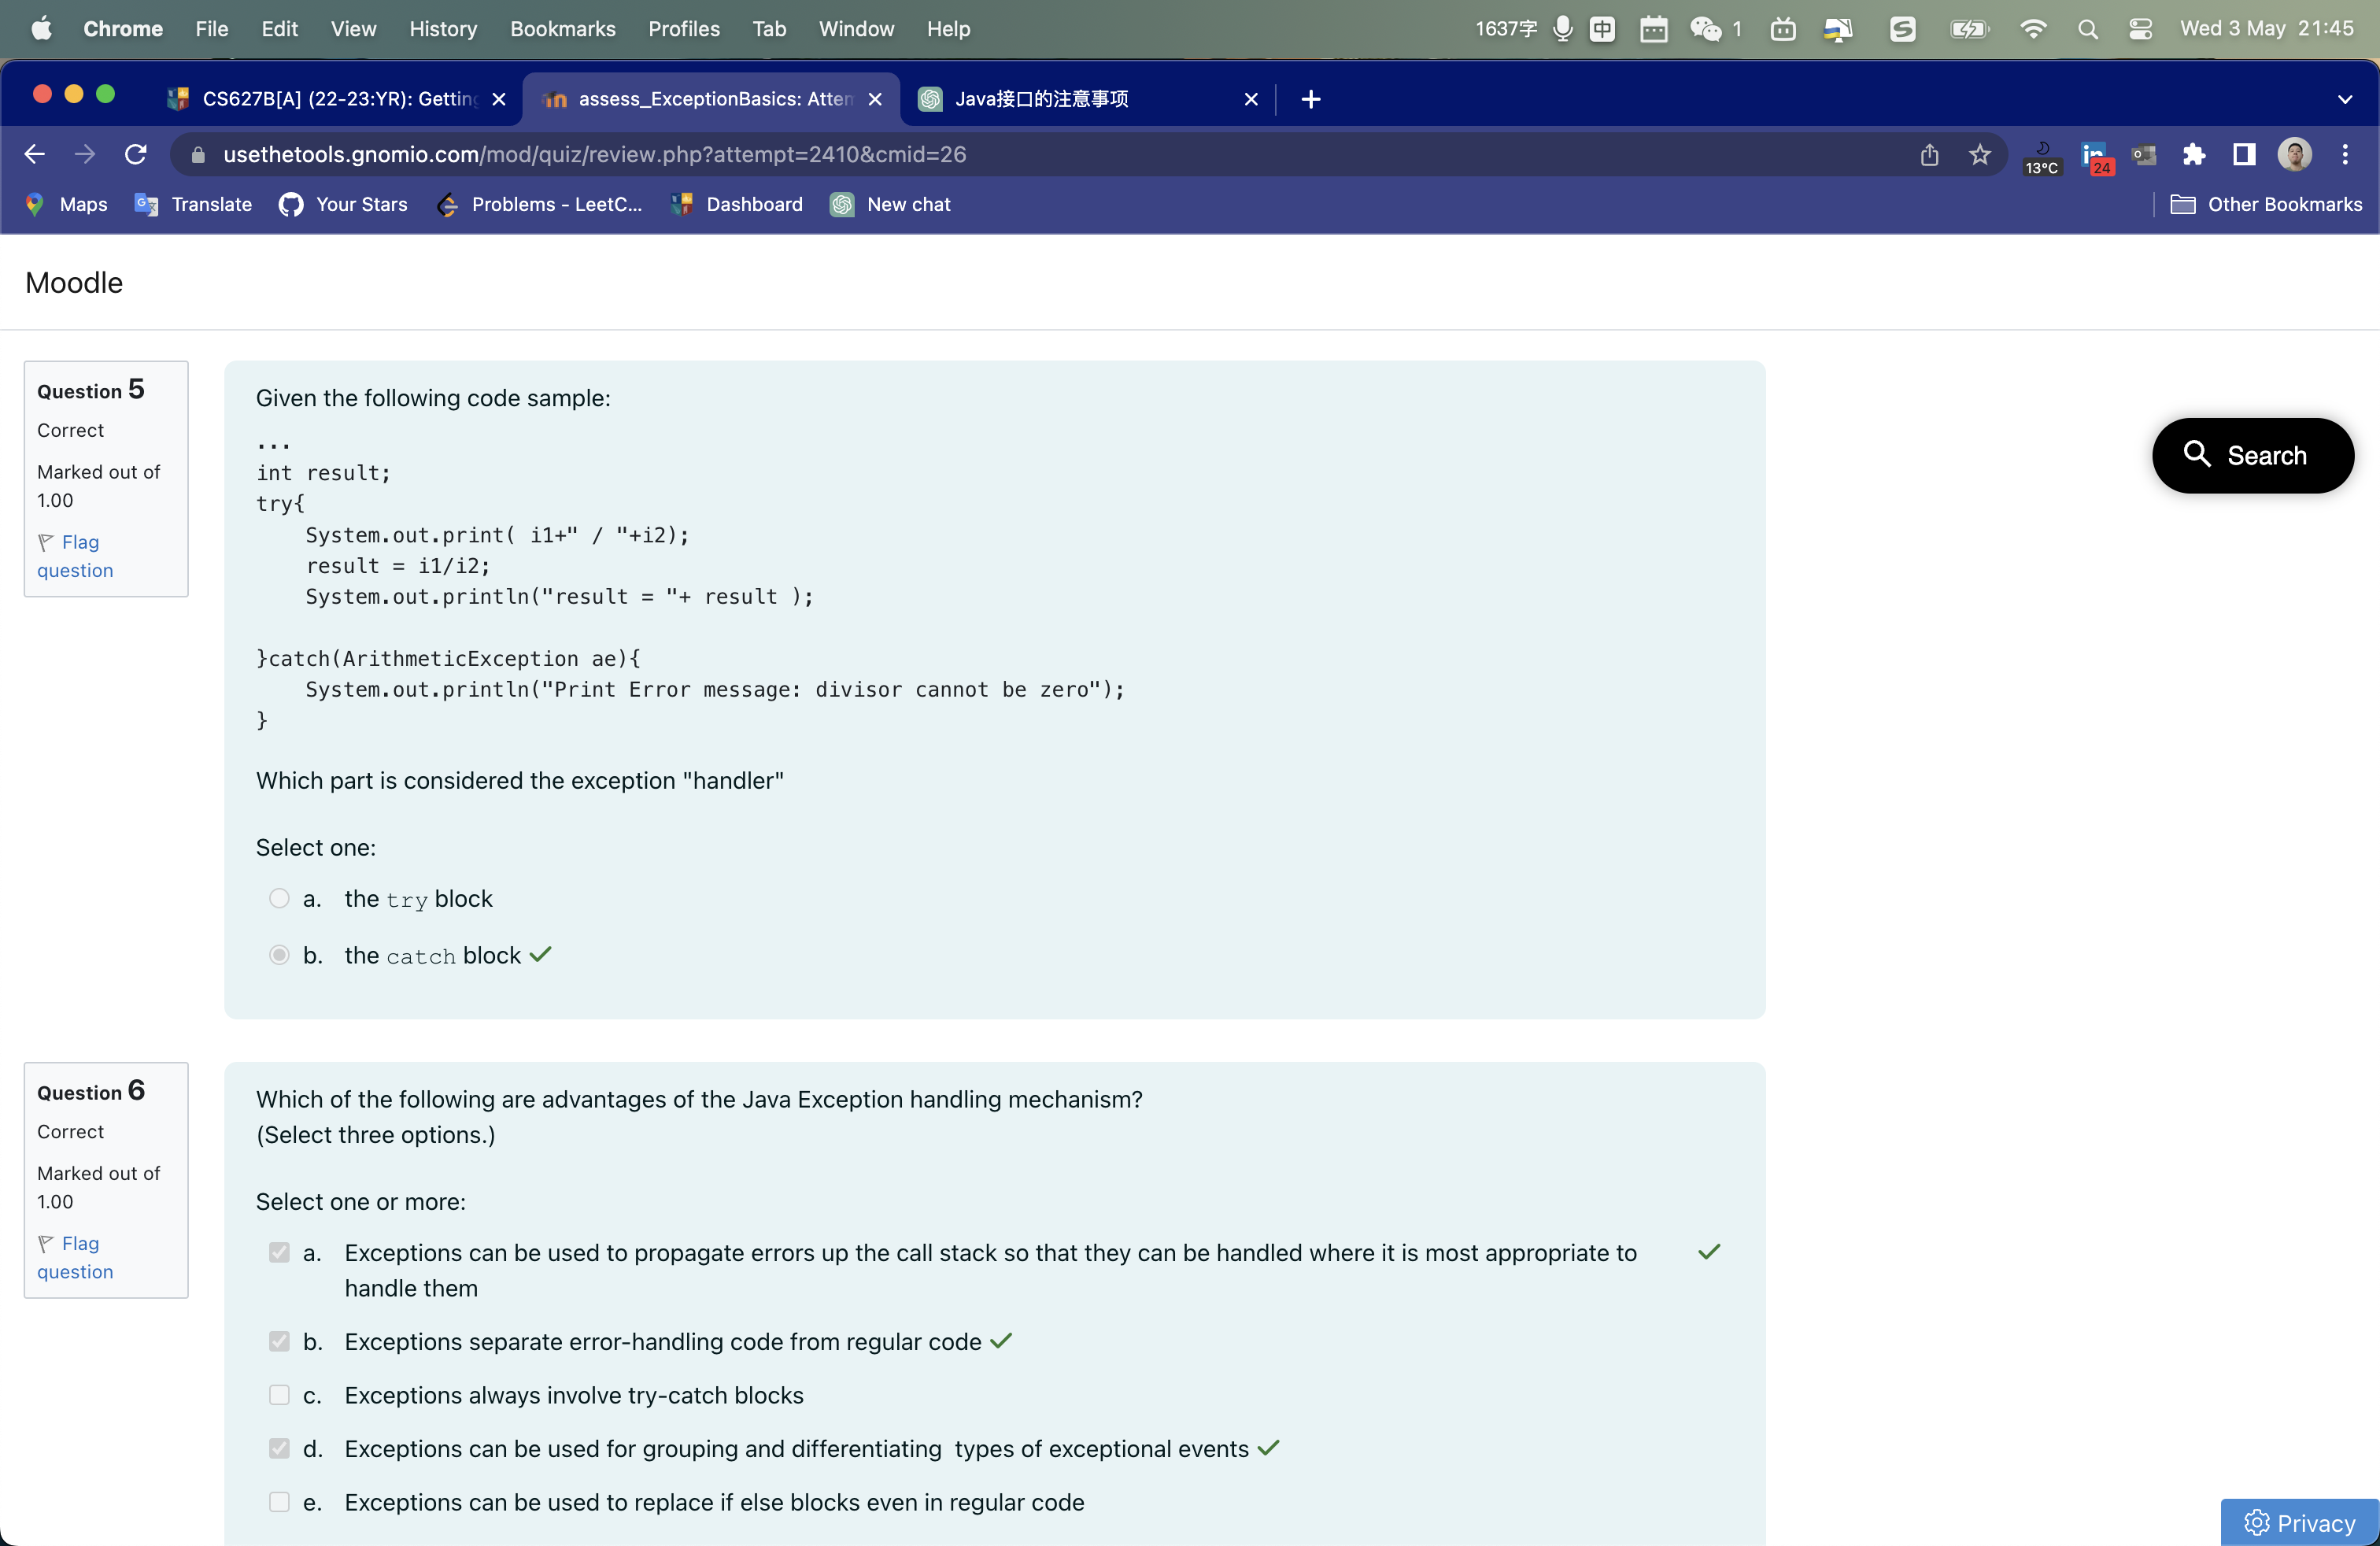 Chrome File Edit View History Bookmarks Profiles Tab Window Help 1637字 中 1 Wed 3 May 21:45
CS627B[A] (22-23:YR): Getting assess_ExceptionBasics: Atten Java接口的注意事项
usethetools.gnomio.com/mod/quiz/review.php?attempt=2410&cmid=26 13°C in 24
Maps Translate Your Stars Problems - LeetC... Dashboard New chat Other Bookmarks
Moodle
Question 5
Correct
Marked out of
1.00
Flag
question
Given the following code sample:
...
int result;
try{
    System.out.print( i1+" / "+i2);
    result = i1/i2;
    System.out.println("result = "+ result );
}catch(ArithmeticException ae){
    System.out.println("Print Error message: divisor cannot be zero");
}
Which part is considered the exception "handler"
Select one:
a. the try block
b. the catch block
Search
Question 6
Correct
Marked out of
1.00
Flag
question
Which of the following are advantages of the Java Exception handling mechanism?
(Select three options.)
Select one or more:
a. Exceptions can be used to propagate errors up the call stack so that they can be handled where it is most appropriate to
handle them
b. Exceptions separate error-handling code from regular code
c. Exceptions always involve try-catch blocks
d. Exceptions can be used for grouping and differentiating  types of exceptional events
e. Exceptions can be used to replace if else blocks even in regular code
Privacy